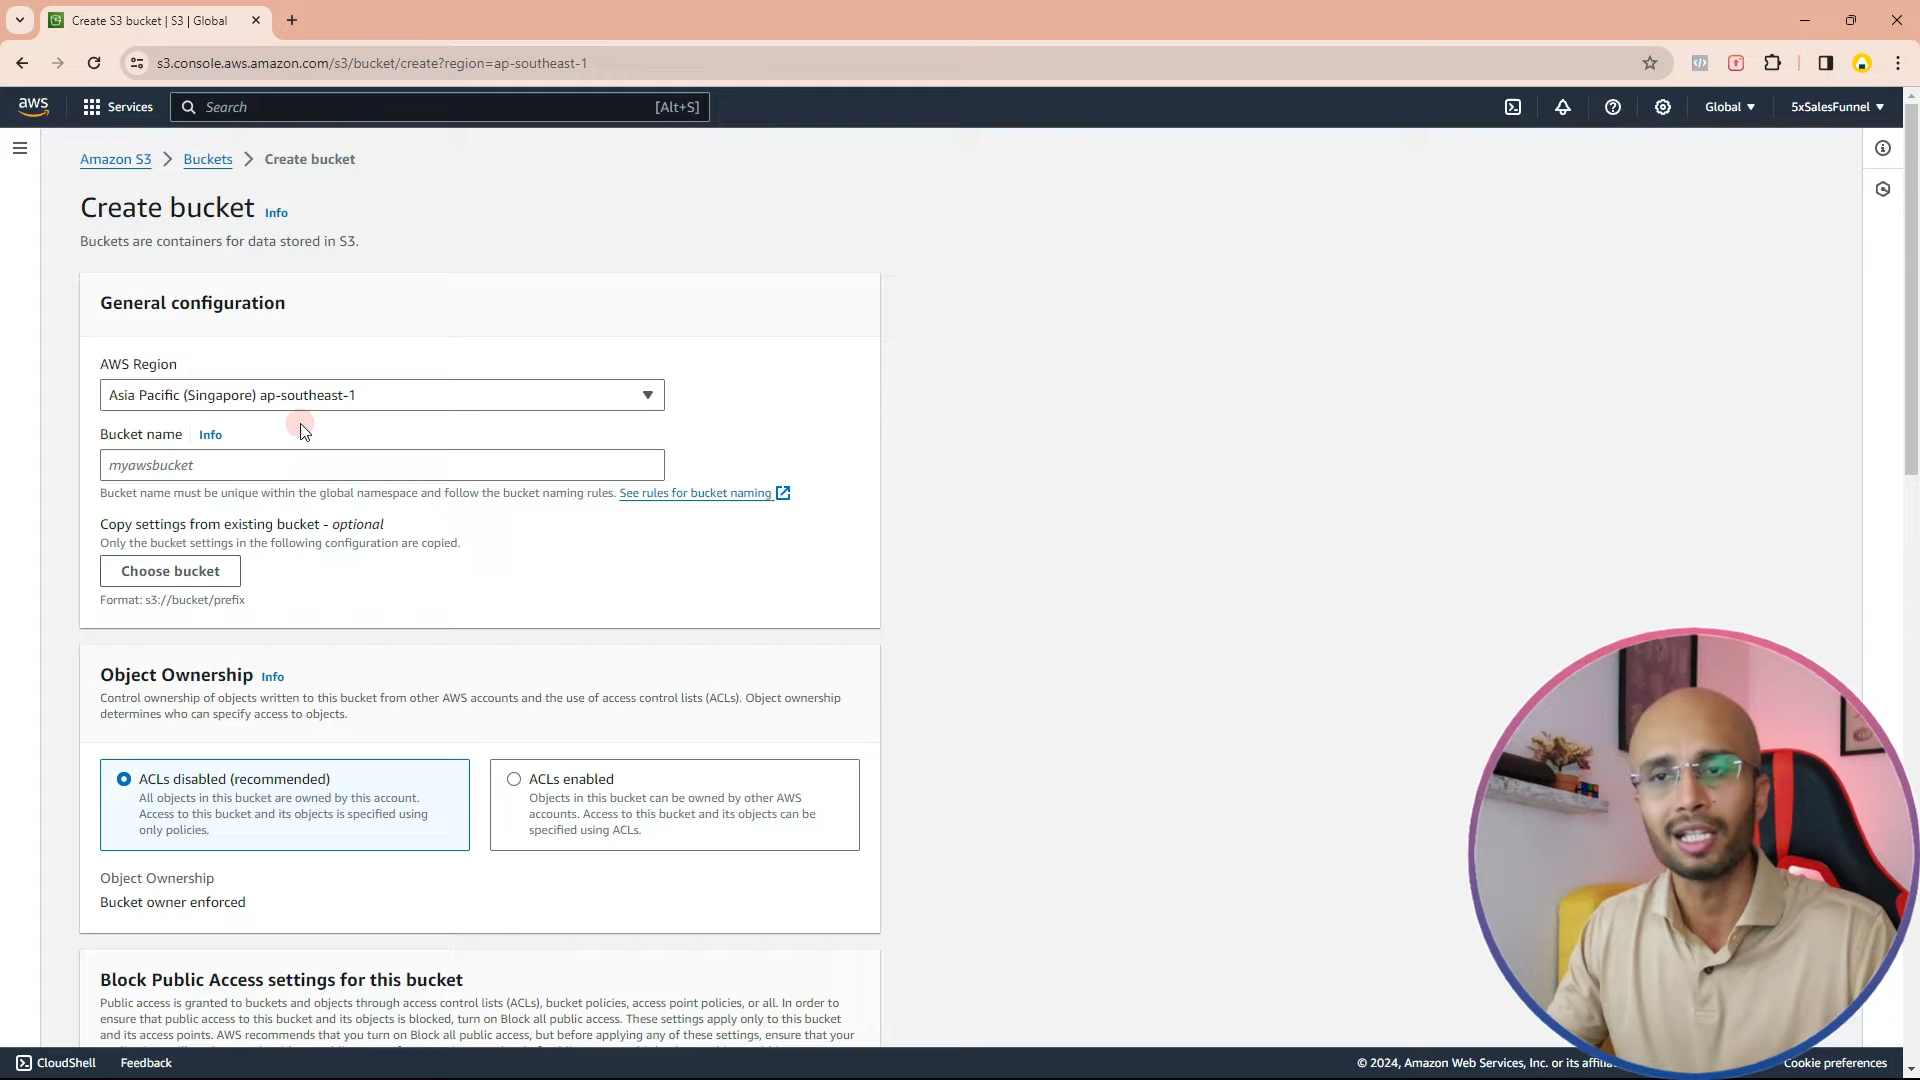 Create S3 bucket | S3 | Global
s3.console.aws.amazon.com/s3/bucket/create?region=ap-southeast-1
aws
Services
Search
[Alt+S]
Global
5xSalesFunnel
Amazon S3
Buckets
Create bucket
Create bucket
Info
Buckets are containers for data stored in S3.
General configuration
AWS Region
Asia Pacific (Singapore) ap-southeast-1
Bucket name
Info
myawsbucket
Bucket name must be unique within the global namespace and follow the bucket naming rules. See rules for bucket naming
Copy settings from existing bucket - optional
Only the bucket settings in the following configuration are copied.
Choose bucket
Format: s3://bucket/prefix
Object Ownership
Info
Control ownership of objects written to this bucket from other AWS accounts and the use of access control lists (ACLs). Object ownership
determines who can specify access to objects.
ACLs disabled (recommended)
All objects in this bucket are owned by this account.
Access to this bucket and its objects is specified using
only policies.
ACLs enabled
Objects in this bucket can be owned by other AWS
accounts. Access to this bucket and its objects can be
specified using ACLs.
Object Ownership
Bucket owner enforced
Block Public Access settings for this bucket
Public access is granted to buckets and objects through access control lists (ACLs), bucket policies, access point policies, or all. In order to
ensure that public access to this bucket and its objects is blocked, turn on Block all public access. These settings apply only to this bucket
and its access points. AWS recommends that you turn on Block all public access, but before applying any of these settings, ensure that your
CloudShell
Feedback
© 2024, Amazon Web Services, Inc. or its
Cookie preferences